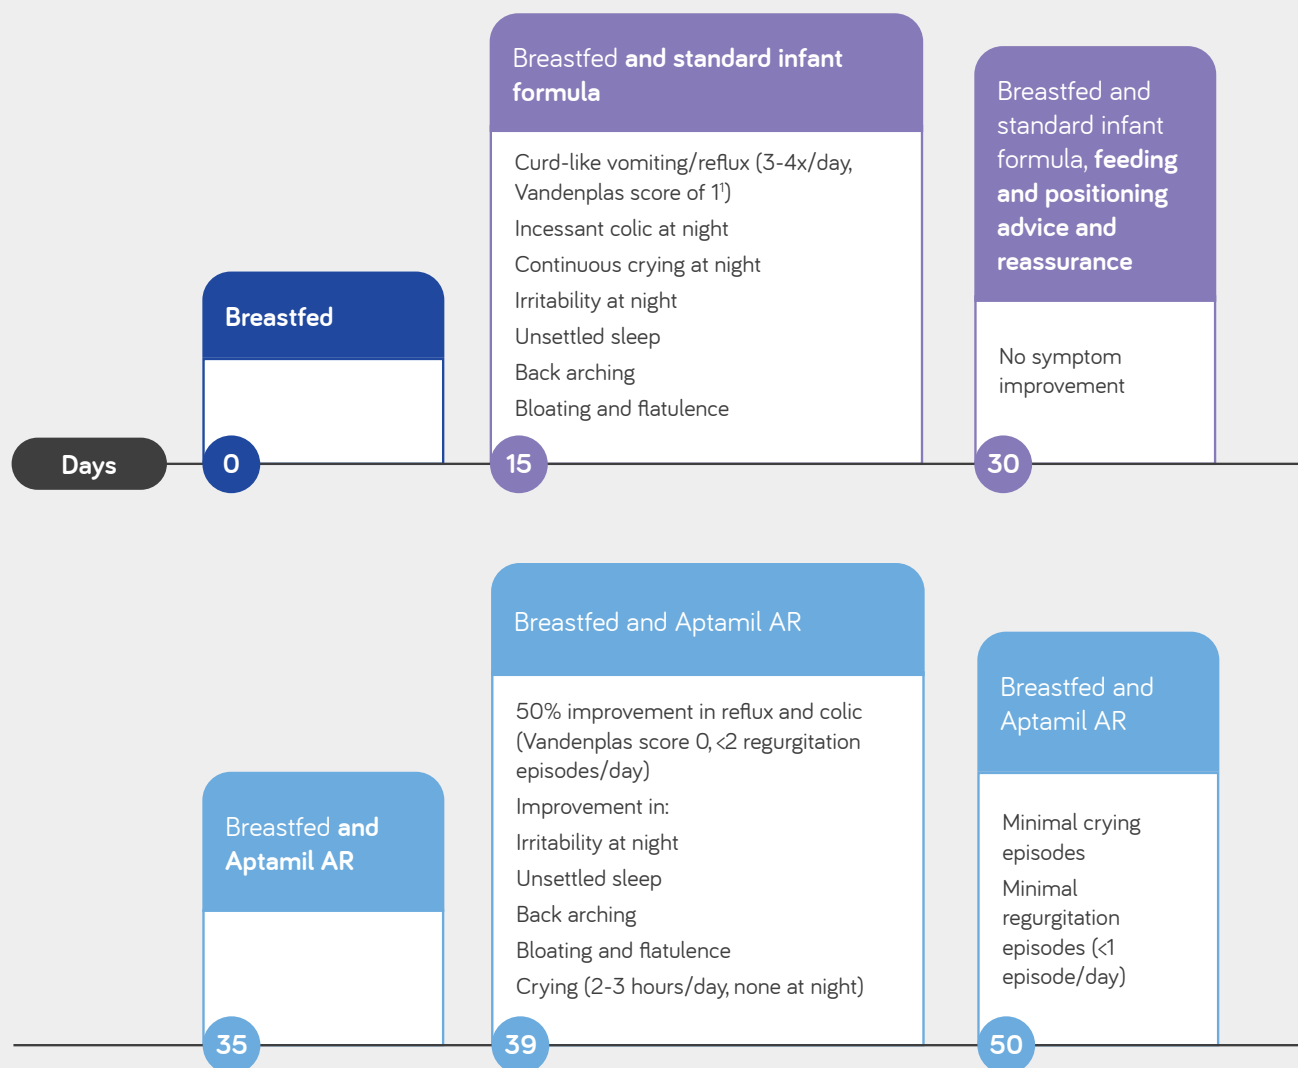 Breastfed and standard infant
formula
Curd-like vomiting/reflux (3-4x/day,
Vandenplas score of 1¹)
Incessant colic at night
Continuous crying at night
Irritability at night
Unsettled sleep
Back arching
Bloating and flatulence
Breastfed and
standard infant
formula, feeding
and positioning
advice and
reassurance
No symptom
improvement
Breastfed
Days
0
15
30
Breastfed and
Aptamil AR
35
Breastfed and Aptamil AR
50% improvement in reflux and colic
(Vandenplas score 0, <2 regurgitation
episodes/day)
Improvement in:
Irritability at night
Unsettled sleep
Back arching
Bloating and flatulence
Crying (2-3 hours/day, none at night)
39
Breastfed and
Aptamil AR
Minimal crying
episodes
Minimal
regurgitation
episodes (<1
episode/day)
50